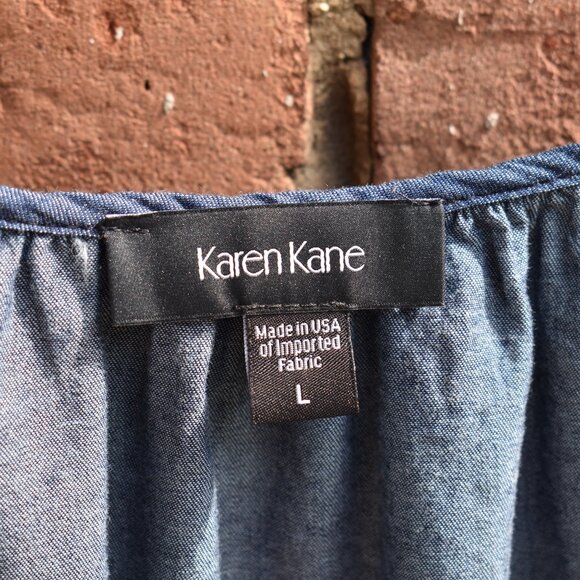 Karen Kane
Made in USA
of Imported
Fabric
L